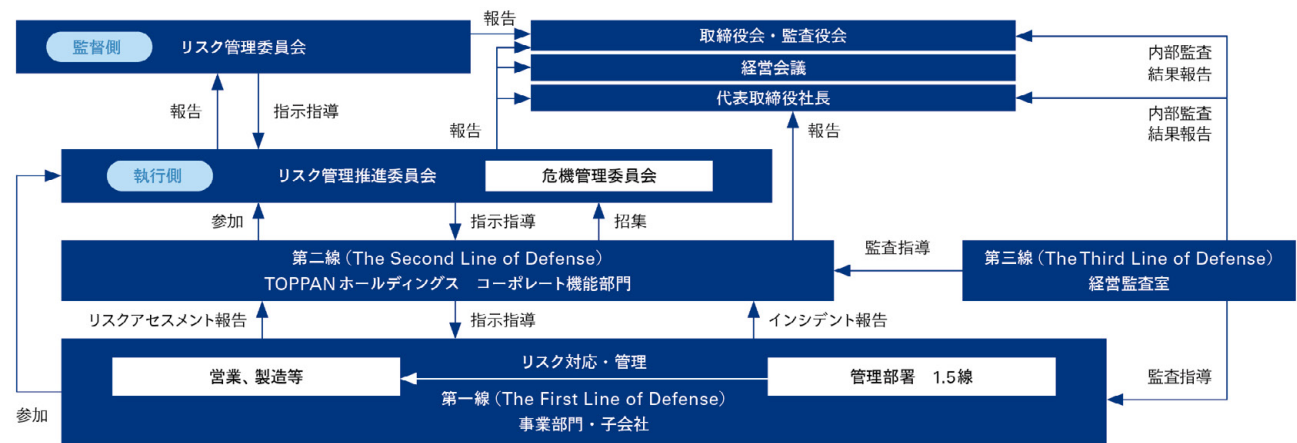 報告
監督側
リスク管理委員会
取締役会・監査役会
経営会議
代表取締役社長
内部監査
結果報告
報告
指示指導
報告
報告
内部監査
結果報告
執行側
リスク管理推進委員会
危機管理委員会
参加
指示指導
招集
第二線（The Second Line of Defense）
TOPPANホールディングス　コーポレート機能部門
監査指導
第三線（The Third Line of Defense）
経営監査室
リスクアセスメント報告
指示指導
インシデント報告
リスク対応・管理
営業、製造等
管理部署　1.5線
監査指導
第一線（The First Line of Defense）
事業部門・子会社
参加